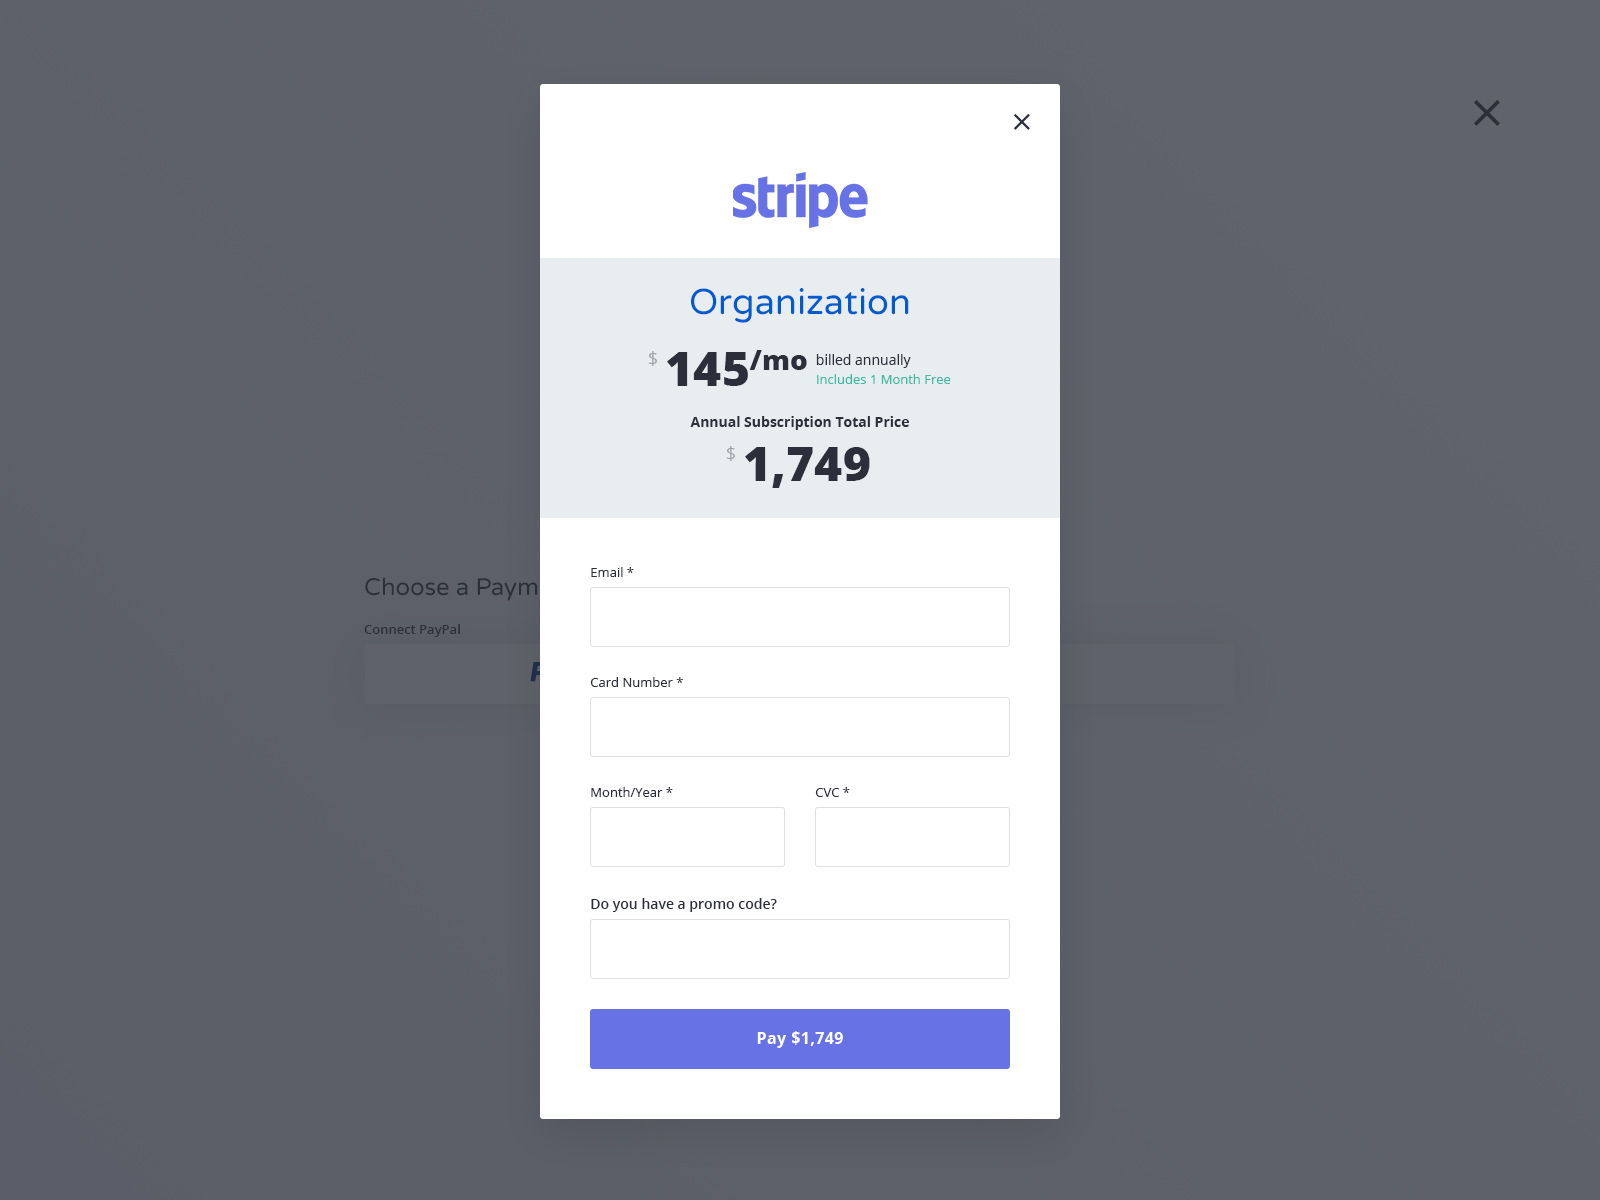 stripe
Organization
$ 145/mo billed annually
Includes 1 Month Free
Annual Subscription Total Price
$ 1,749
Choose a Paym
Connect PayPal
Email *
Card Number *
Month/Year * CVC *
Do you have a promo code?
Pay $1,749